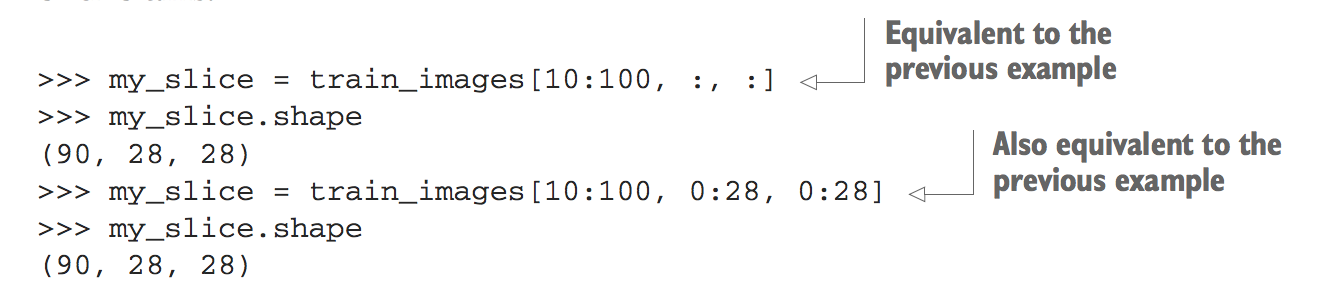 Equivalent to the
previous example
>>> my_slice = train_images[10:100, :, :]
>>> my_slice.shape
(90, 28, 28)
Also equivalent to the
previous example
>>> my_slice = train_images[10:100, 0:28, 0:28]
>>> my_slice.shape
(90, 28, 28)